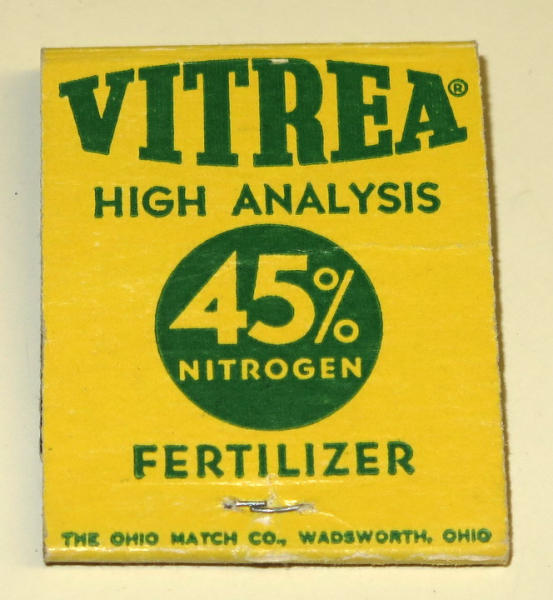 VITREA®
HIGH ANALYSIS
45%
NITROGEN
FERTILIZER
THE OHIO MATCH CO., WADSWORTH, OHIO